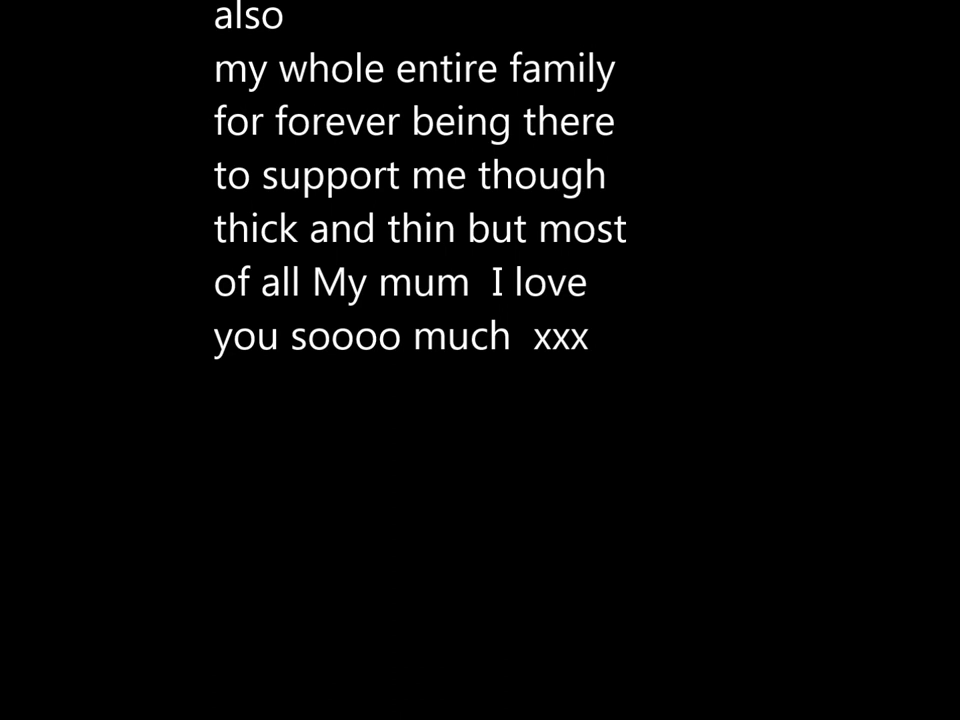 also
my whole entire family
for forever being there
to support me though
thick and thin but most
of all My mum  I love
you soooo much  xxx